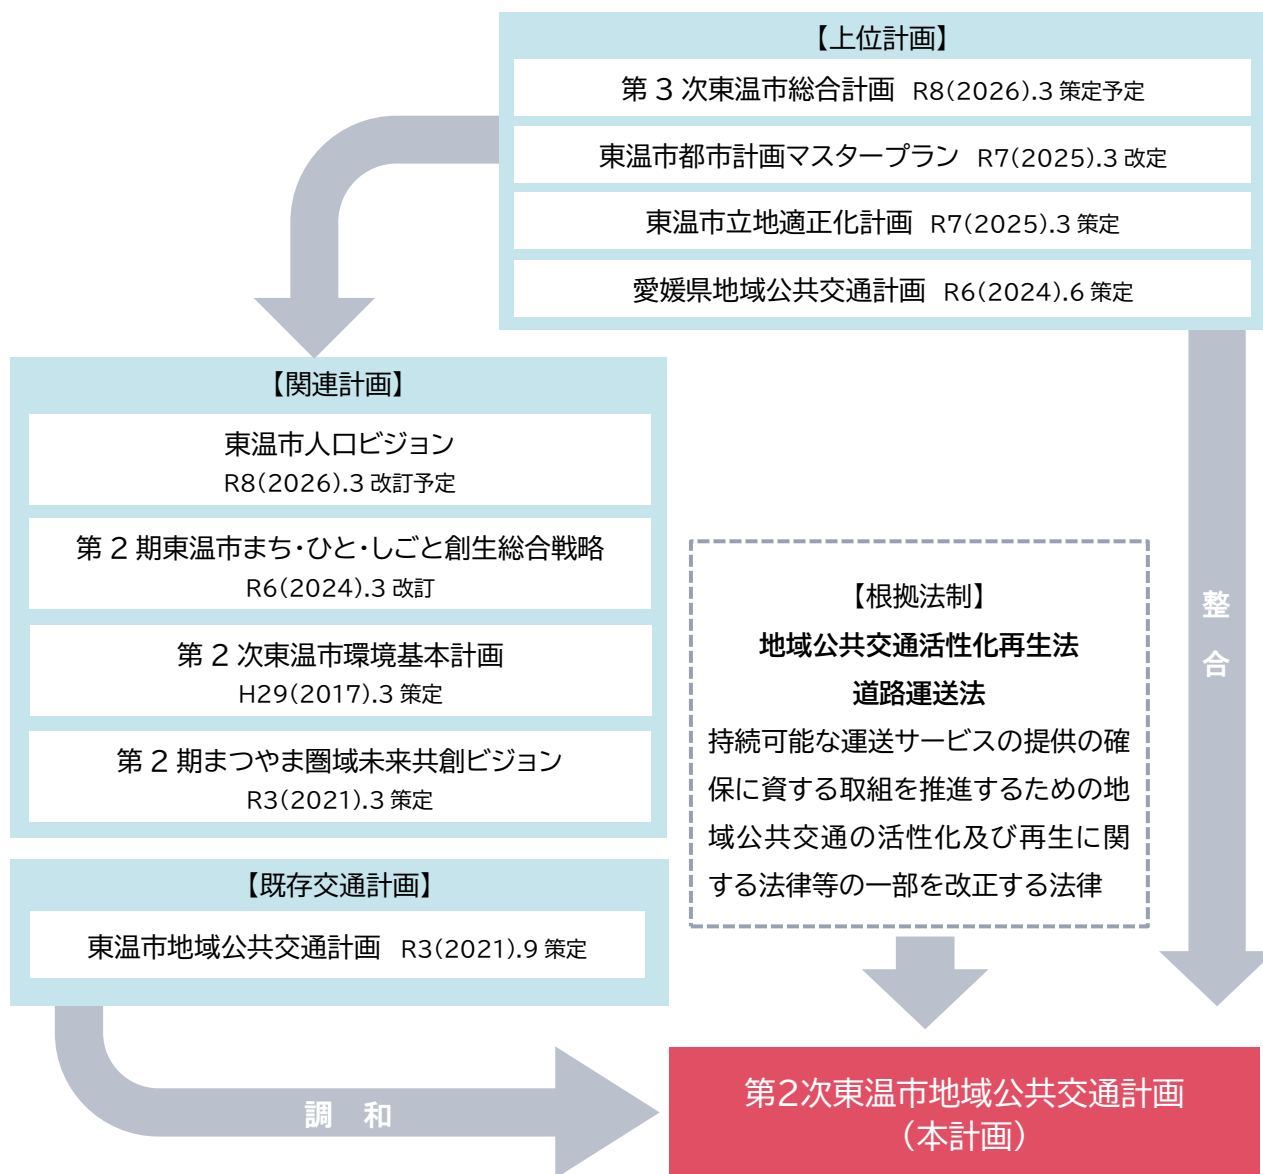 【上位計画】
第3次東温市総合計画 R8(2026).3 策定予定
東温市都市計画マスタープラン R7(2025).3 改定
東温市立地適正化計画 R7(2025).3 策定
愛媛県地域公共交通計画 R6(2024).6 策定
【関連計画】
東温市人口ビジョン
R8(2026).3 改訂予定
第2期東温市まち・ひと・しごと創生総合戦略
R6(2024).3 改訂
第2次東温市環境基本計画
H29(2017).3 策定
第2期まつやま圏域未来共創ビジョン
R3(2021).3 策定
【既存交通計画】
東温市地域公共交通計画 R3(2021).9 策定
【根拠法制】
地域公共交通活性化再生法
道路運送法
持続可能な運送サービスの提供の確
保に資する取組を推進するための地
域公共交通の活性化及び再生に関
する法律等の一部を改正する法律
整合
調和
第2次東温市地域公共交通計画
(本計画)